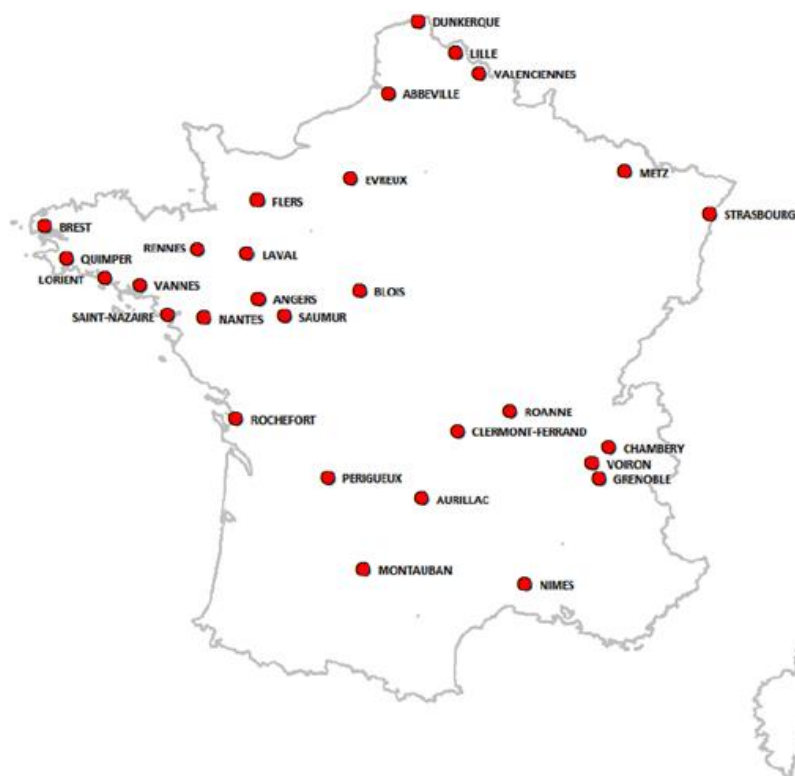 DUNKERQUE
LILLE
VALENCIENNES
ABBEVILLE
METZ
EVREUX
FLERS
STRASBOURG
BREST
RENNES
LAVAL
QUIMPER
LORIENT
VANNES
BLOIS
ANGERS
SAINT-NAZAIRE
NANTES
SAUMUR
ROANNE
ROCHEFORT
CLERMONT-FERRAND
CHAMBERY
VOIRON
PERIGUEUX
GRENOBLE
AURILLAC
MONTAUBAN
NIMES